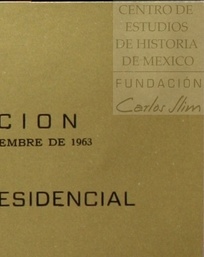 CENTRO DE
ESTUDIOS
DE HISTORIA
DE MEXICO
FUNDACIÓN
Carlos Slim
CION
EMBRE DE 1963
ESIDENCIAL